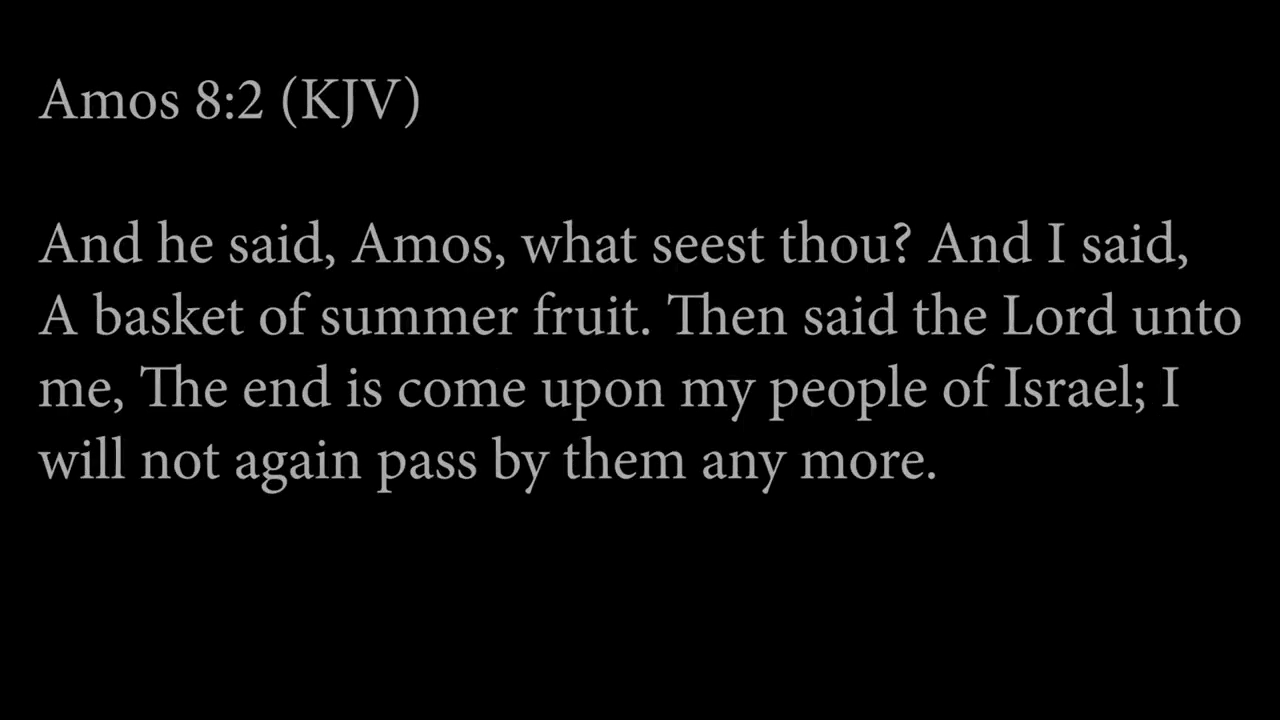 Amos 8:2 (KJV)
And he said, Amos, what seest thou? And I said,
A basket of summer fruit. Then said the Lord unto
me, The end is come upon my people of Israel; I
will not again pass by them any more.